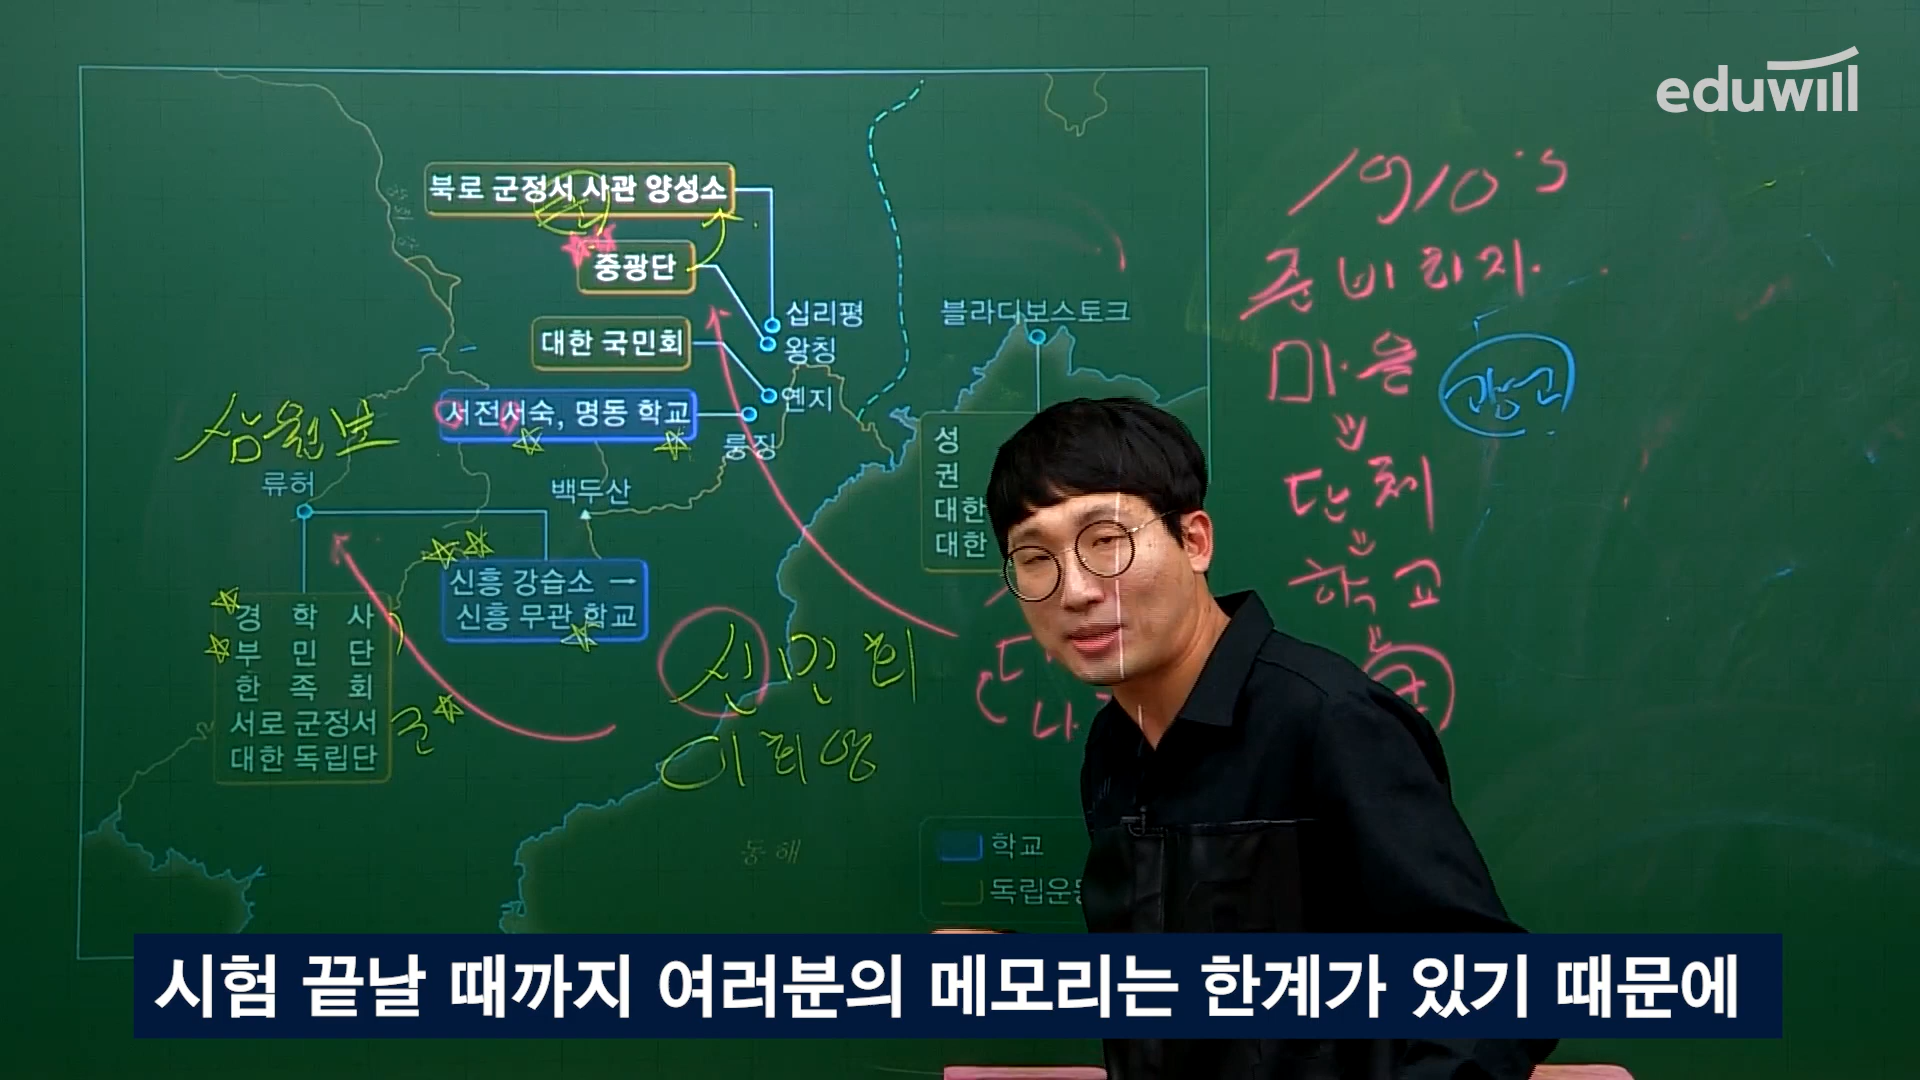 eduwill
북로 군정서 사관 양성소
중광단
대한 국민회
서전서숙, 명동 학교
십리평
왕칭
옌지
룽징
블라디보스토크
성
권
대한
대한
삼원보
류허
백두산
신흥 강습소 →
신흥 무관 학교
경 학 사
부 민 단
한 족 회
서로 군정서
대한 독립단
군
신민회
이회영
동해
학교
독립운동
1910's
준비하자.
마을
단체
학교
시험 끝날 때까지 여러분의 메모리는 한계가 있기 때문에